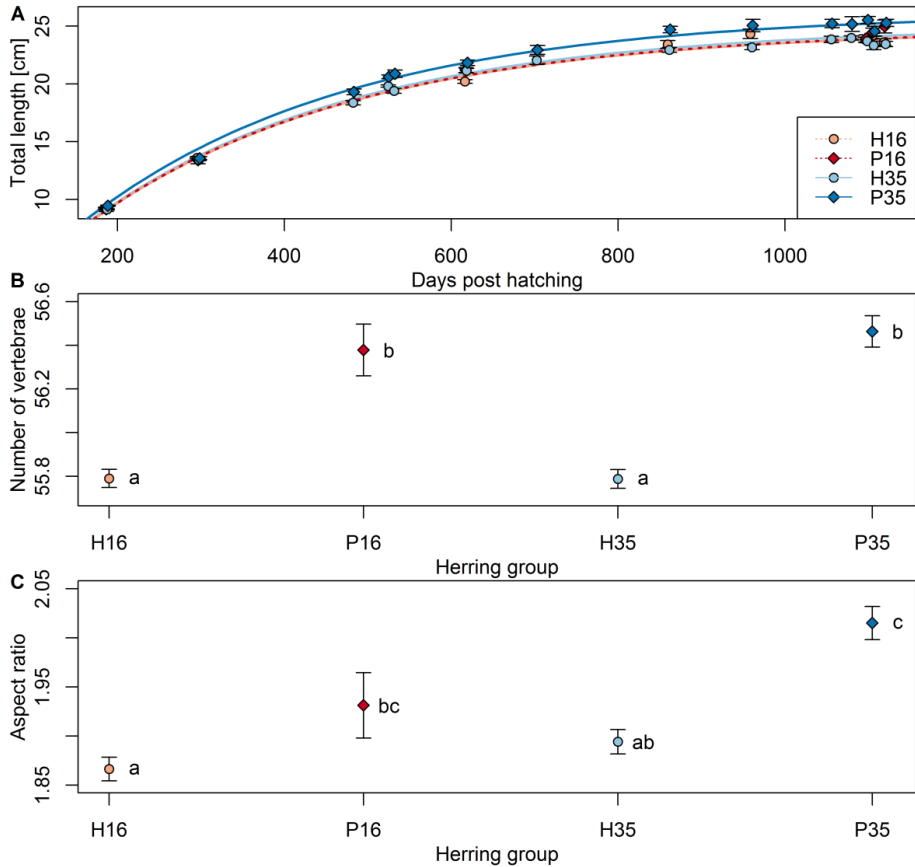 A
Total length [cm]
25
20
15
10
H16
P16
H35
P35
200
400
600
800
1000
Days post hatching
B
Number of vertebrae
56.6
56.2
55.8
a
b
a
b
H16
P16
H35
P35
Herring group
C
Aspect ratio
2.05
1.95
1.85
a
bc
ab
c
H16
P16
H35
P35
Herring group